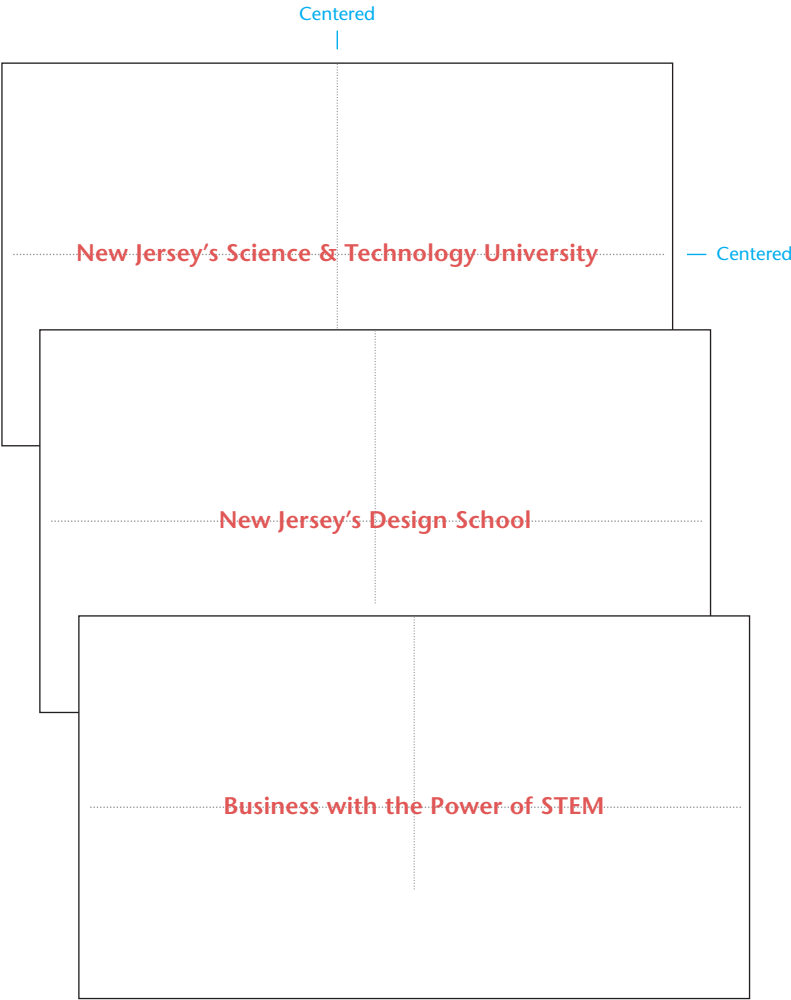 Centered
New Jersey’s Science & Technology University
Centered
New Jersey’s Design School
Business with the Power of STEM